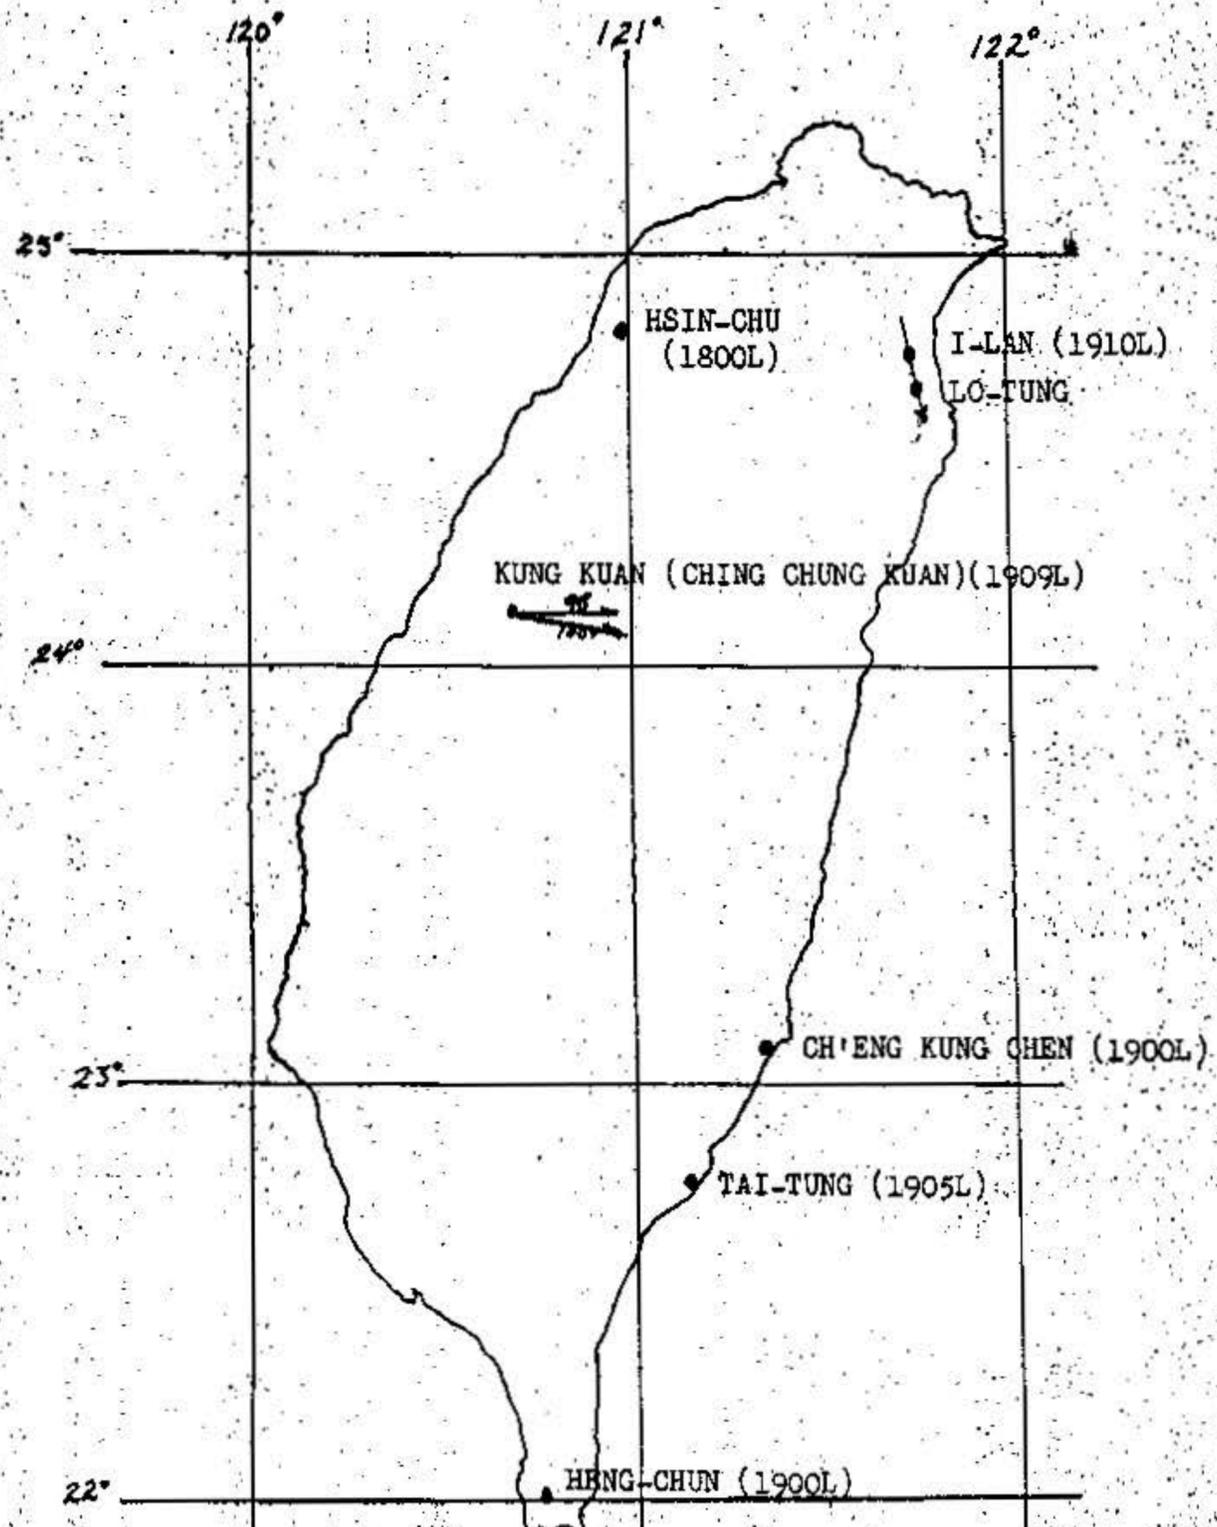 120° 121° 122°
25°
HSIN-CHU
(1800L)
I-LAN (1910L)
LO-TUNG
KUNG KUAN (CHING CHUNG KUAN)(1909L)
24°
CH'ENG KUNG CHEN (1900L)
23°
TAI-TUNG (1905L)
HENG-CHUN (1900L)
22°